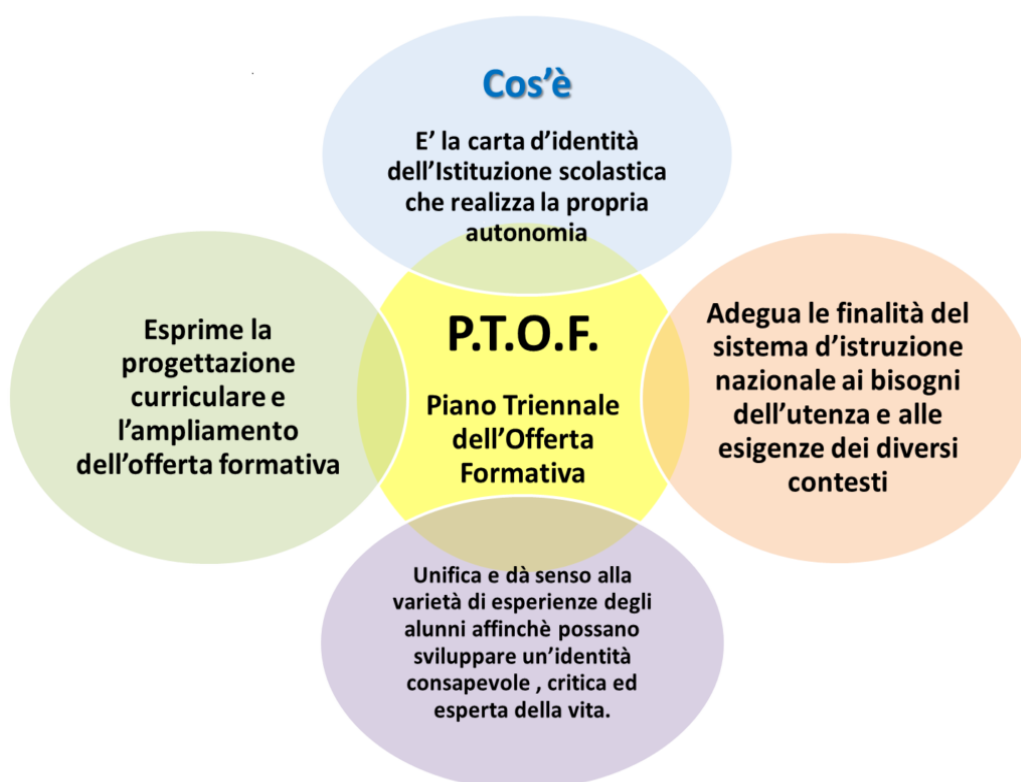 Cos'è
E' la carta d'identità
dell'Istituzione scolastica
che realizza la propria
autonomia
Esprime la
progettazione
curriculare e
l'ampliamento
dell'offerta formativa
P.T.O.F.
Piano Triennale
dell'Offerta
Formativa
Adegua le finalità del
sistema d'istruzione
nazionale ai bisogni
dell'utenza e alle
esigenze dei diversi
contesti
Unifica e dà senso alla
varietà di esperienze degli
alunni affinchè possano
sviluppare un'identità
consapevole , critica ed
esperta della vita.